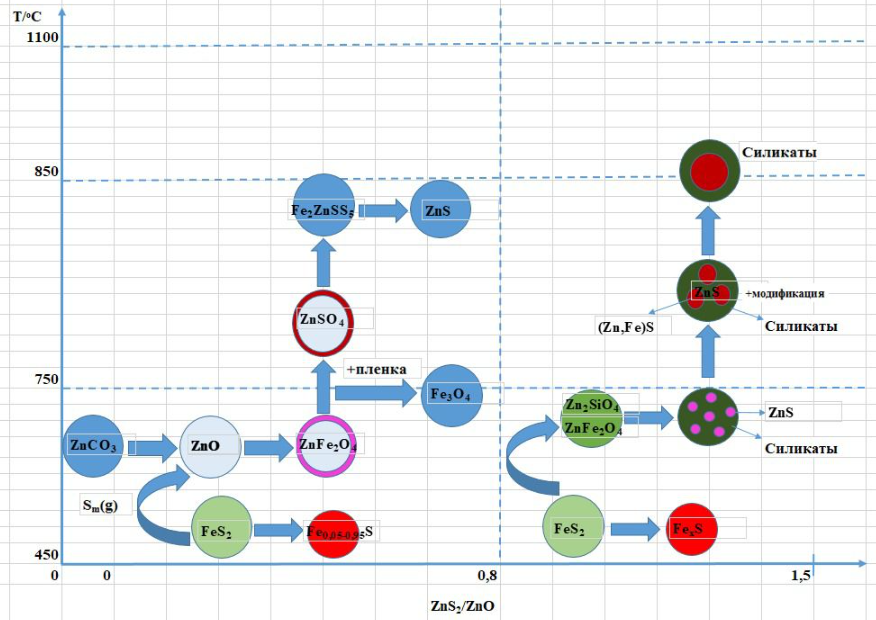 T/°C
1100
850
Силикаты
Fe₂ZnSS₅
ZnS
ZnS
+модификация
(Zn,Fe)S
Силикаты
ZnSO₄
750
+пленка
Fe₃O₄
Zn₂SiO₄
ZnFe₂O₄
ZnS
Силикаты
ZnCO₃
ZnO
ZnFe₂O₄
Sₘ(g)
FeS₂
Fe₀,₀₅₋₀,₉₅S
FeS₂
FeₓS
450
0
0
0,8
1,5
ZnS₂/ZnO